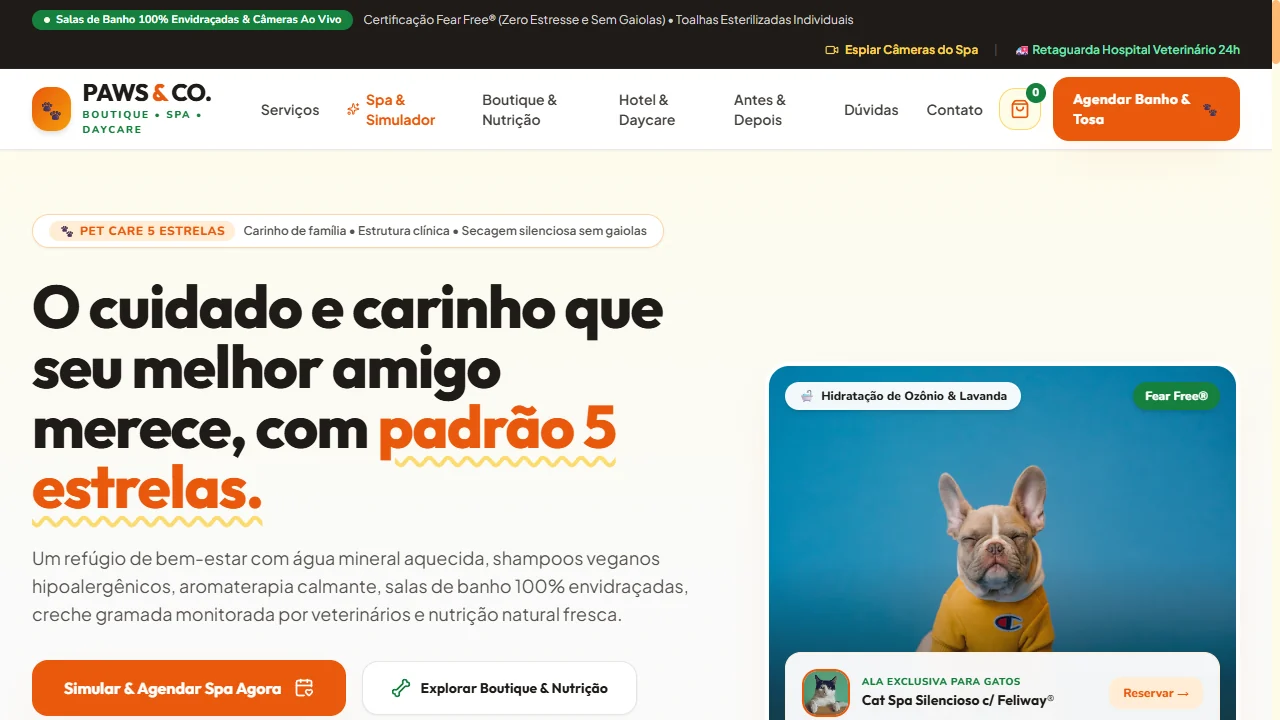 Salas de Banho 100% Envidraçadas & Câmeras Ao Vivo
Certificação Fear Free® (Zero Estresse e Sem Gaiolas) • Toalhas Esterilizadas Individuais
Espiar Câmeras do Spa
Retaguarda Hospital Veterinário 24h
PAWS & CO.
BOUTIQUE • SPA •
DAYCARE
Serviços
Spa &
Simulador
Boutique &
Nutrição
Hotel &
Daycare
Antes &
Depois
Dúvidas
Contato
0
Agendar Banho &
Tosa
PET CARE 5 ESTRELAS
Carinho de família • Estrutura clínica • Secagem silenciosa sem gaiolas
O cuidado e carinho que
seu melhor amigo
merece, com padrão 5
estrelas.
Um refúgio de bem-estar com água mineral aquecida, shampoos veganos
hipoalergênicos, aromaterapia calmante, salas de banho 100% envidraçadas,
creche gramada monitorada por veterinários e nutrição natural fresca.
Simular & Agendar Spa Agora
Explorar Boutique & Nutrição
Hidratação de Ozônio & Lavanda
Fear Free®
ALA EXCLUSIVA PARA GATOS
Cat Spa Silencioso c/ Feliway®
Reservar →